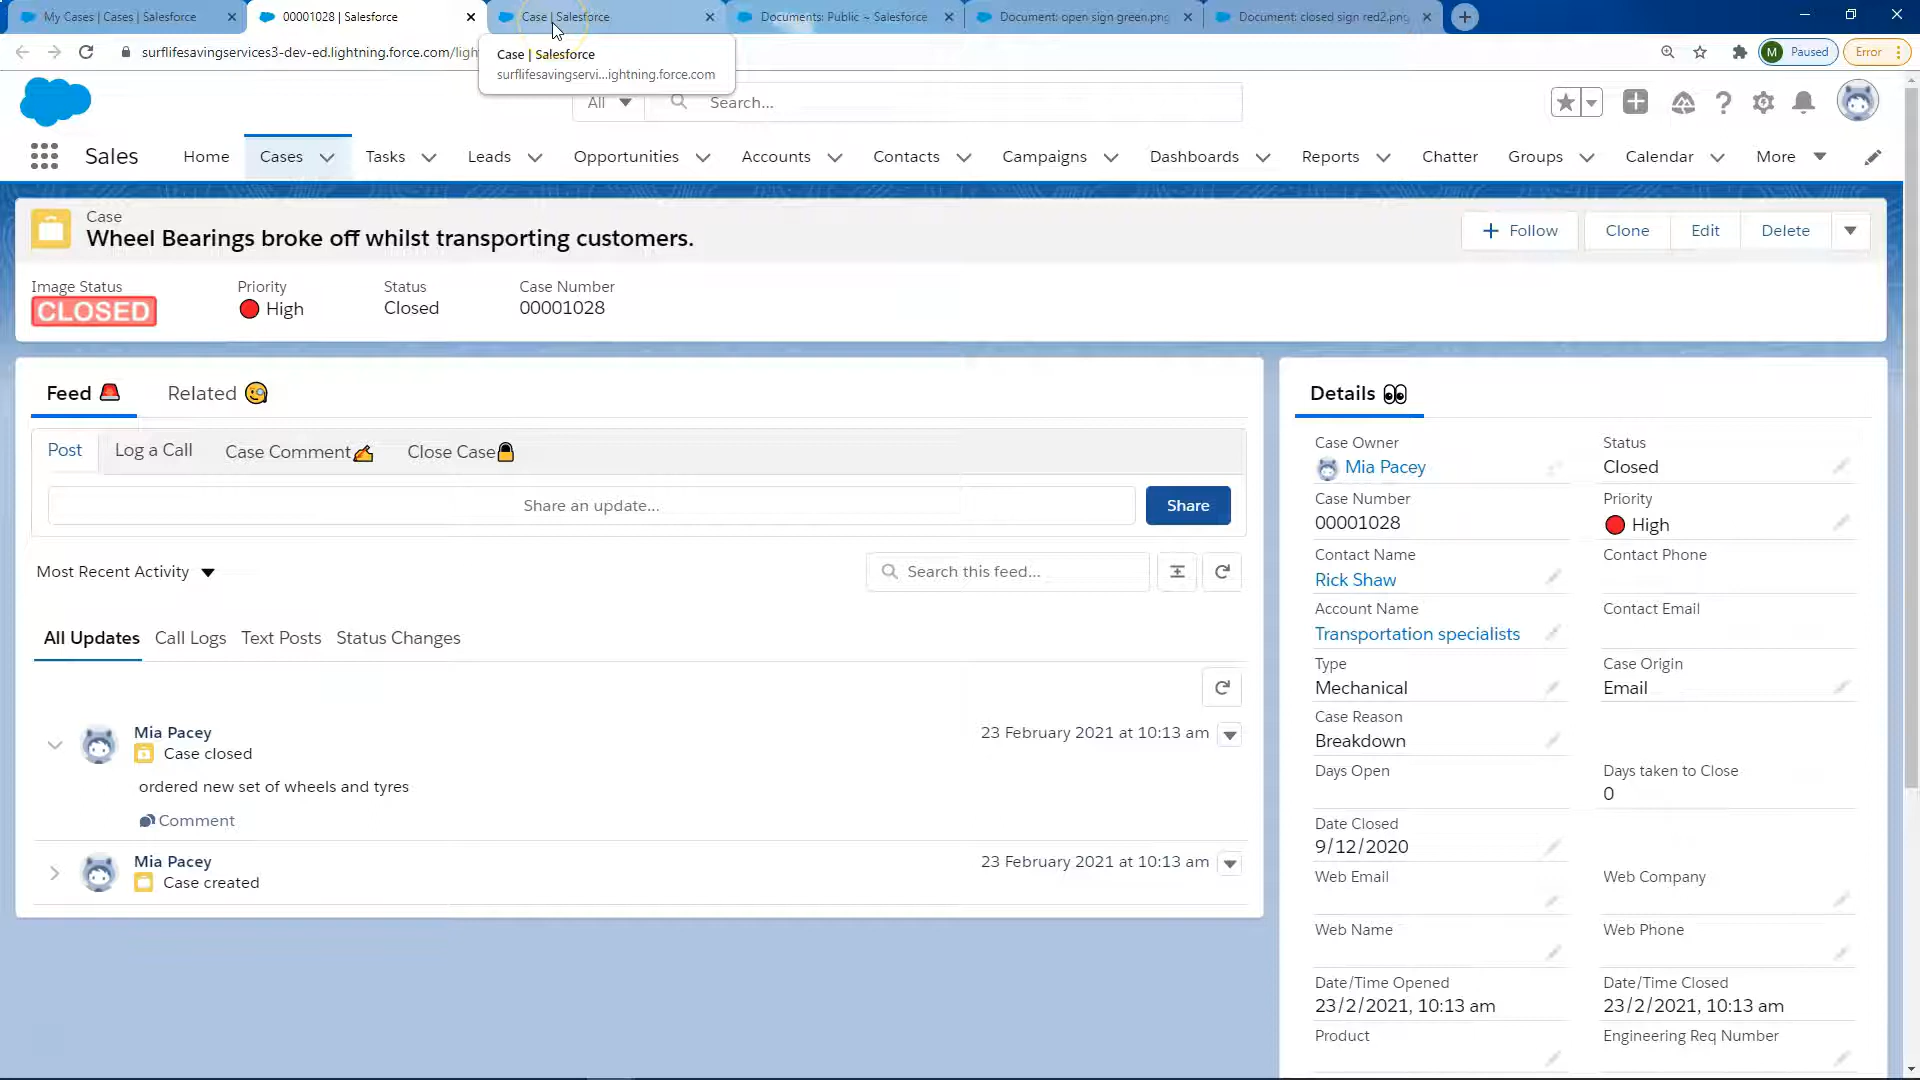 My Cases | Cases | Salesforce
00001028 | Salesforce
Case | Salesforce
Documents: Public ~ Salesforce
Document: open sign green.png
Document: closed sign red2.png
surflifesavingservices3-dev-ed.lightning.force.com/ligh
M Paused
Error
Case | Salesforce
surflifesavingservi...ightning.force.com
All
Search...
Sales
Home
Cases
Tasks
Leads
Opportunities
Accounts
Contacts
Campaigns
Dashboards
Reports
Chatter
Groups
Calendar
More
Case
Wheel Bearings broke off whilst transporting customers.
Follow
Clone
Edit
Delete
Image Status
CLOSED
Priority
High
Status
Closed
Case Number
00001028
Feed
Related
Post
Log a Call
Case Comment
Close Case
Share an update...
Share
Most Recent Activity
Search this feed...
All Updates
Call Logs
Text Posts
Status Changes
Mia Pacey
Case closed
23 February 2021 at 10:13 am
ordered new set of wheels and tyres
Comment
Mia Pacey
Case created
23 February 2021 at 10:13 am
Details
Case Owner
Mia Pacey
Status
Closed
Case Number
00001028
Priority
High
Contact Name
Rick Shaw
Contact Phone
Account Name
Transportation specialists
Contact Email
Type
Mechanical
Case Origin
Email
Case Reason
Breakdown
Days Open
Days taken to Close
0
Date Closed
9/12/2020
Web Email
Web Company
Web Name
Web Phone
Date/Time Opened
23/2/2021, 10:13 am
Date/Time Closed
23/2/2021, 10:13 am
Product
Engineering Req Number